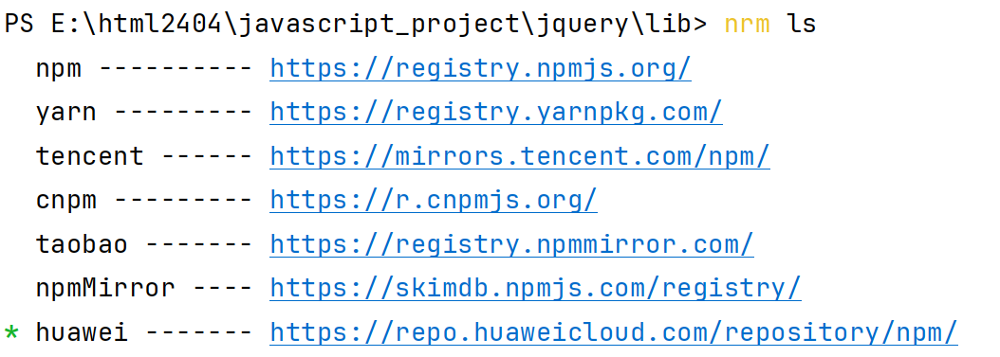 PS E:\html2404\javascript_project\jquery\lib> nrm ls
  npm ---------- https://registry.npmjs.org/
  yarn --------- https://registry.yarnpkg.com/
  tencent ------ https://mirrors.tencent.com/npm/
  cnpm --------- https://r.cnpmjs.org/
  taobao ------- https://registry.npmmirror.com/
  npmMirror ---- https://skimdb.npmjs.com/registry/
* huawei ------- https://repo.huaweicloud.com/repository/npm/